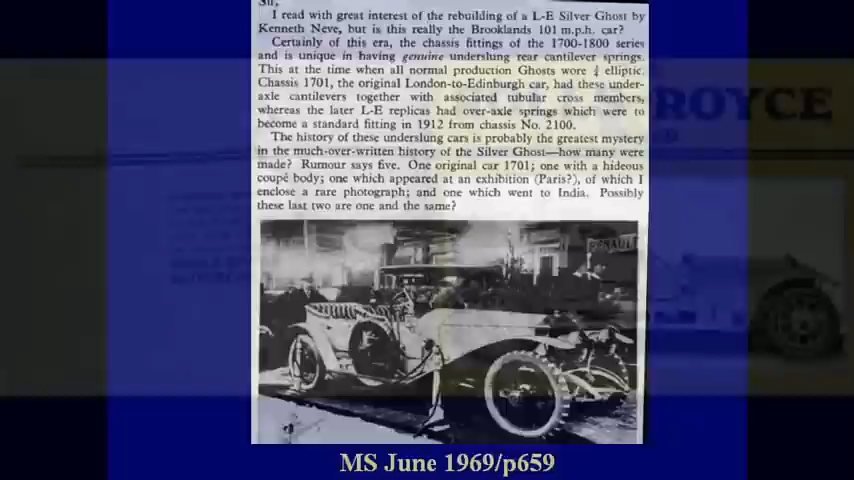 Sir,
I read with great interest of the rebuilding of a L-E Silver Ghost by
Kenneth Neve, but is this really the Brooklands 101 m.p.h. car?
Certainly of this era, the chassis fittings of the 1700-1800 series
and is unique in having genuine underslung rear cantilever springs.
This at the time when all normal production Ghosts wore ¾ elliptic.
Chassis 1701, the original London-to-Edinburgh car, had these under-
axle cantilevers together with associated tubular cross members,
whereas the later L-E replicas had over-axle springs which were to
become a standard fitting in 1912 from chassis No. 2100.
The history of these underslung cars is probably the greatest mystery
in the much-over-written history of the Silver Ghost—how many were
made? Rumour says five. One original car 1701; one with a hideous
coupé body; one which appeared at an exhibition (Paris?), of which I
enclose a rare photograph; and one which went to India. Possibly
these last two are one and the same?
RENAULT
ROYCE
MS June 1969/p659